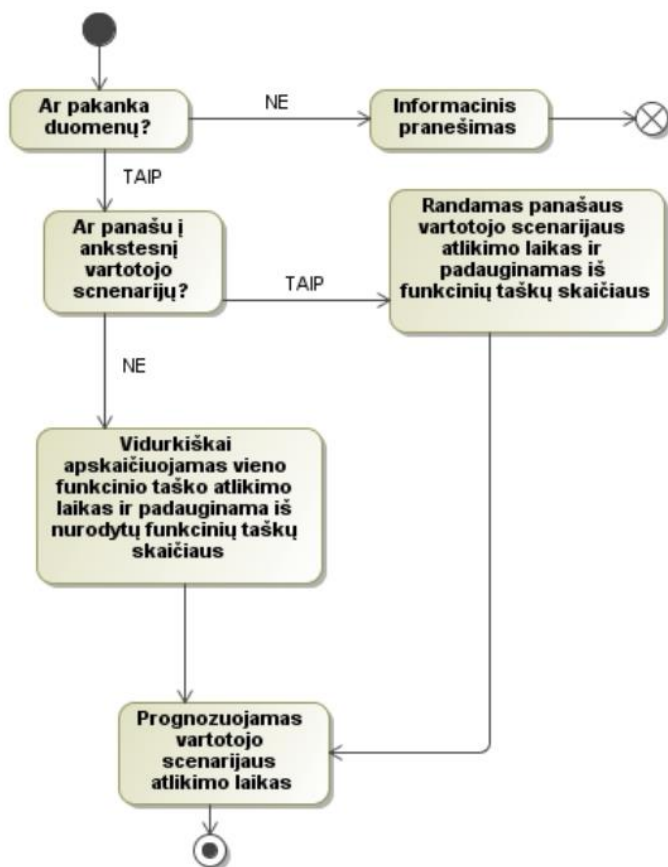 Ar pakanka
duomenų?
NE
Informacinis
pranešimas
TAIP
Ar panašu į
ankstesnį
vartotojo
scnenarijų?
TAIP
Randamas panašaus
vartotojo scenarijaus
atlikimo laikas ir
padauginamas iš
funkcinių taškų skaičiaus
NE
Vidurkiškai
apskaičiuojamas vieno
funkcinio taško atlikimo
laikas ir padauginama iš
nurodytų funkcinių taškų
skaičiaus
Prognozuojamas
vartotojo
scenarijaus
atlikimo laikas